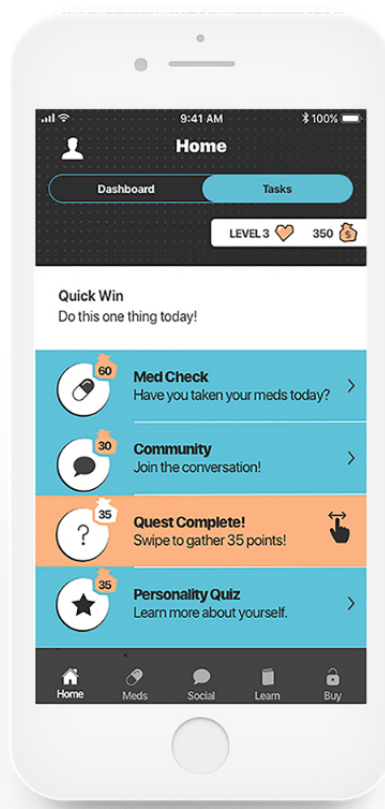 9:41 AM
100%
Home
Dashboard
Tasks
LEVEL 3
350
$
Quick Win
Do this one thing today!
60
Med Check
Have you taken your meds today?
30
Community
Join the conversation!
35
?
Quest Complete!
Swipe to gather 35 points!
35
Personality Quiz
Learn more about yourself.
Home
Meds
Social
Learn
Buy